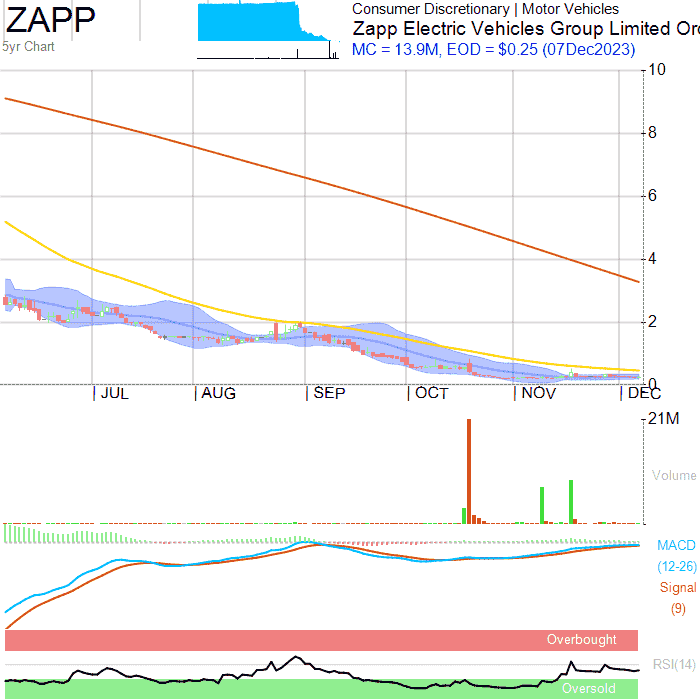 ZAPP
5yr Chart
Consumer Discretionary | Motor Vehicles
Zapp Electric Vehicles Group Limited Ord
MC = 13.9M, EOD = $0.25 (07Dec2023)
10
8
6
4
2
0
JUL AUG SEP OCT NOV DEC
21M
Volume
MACD
(12-26)
Signal
(9)
Overbought
RSI(14)
Oversold